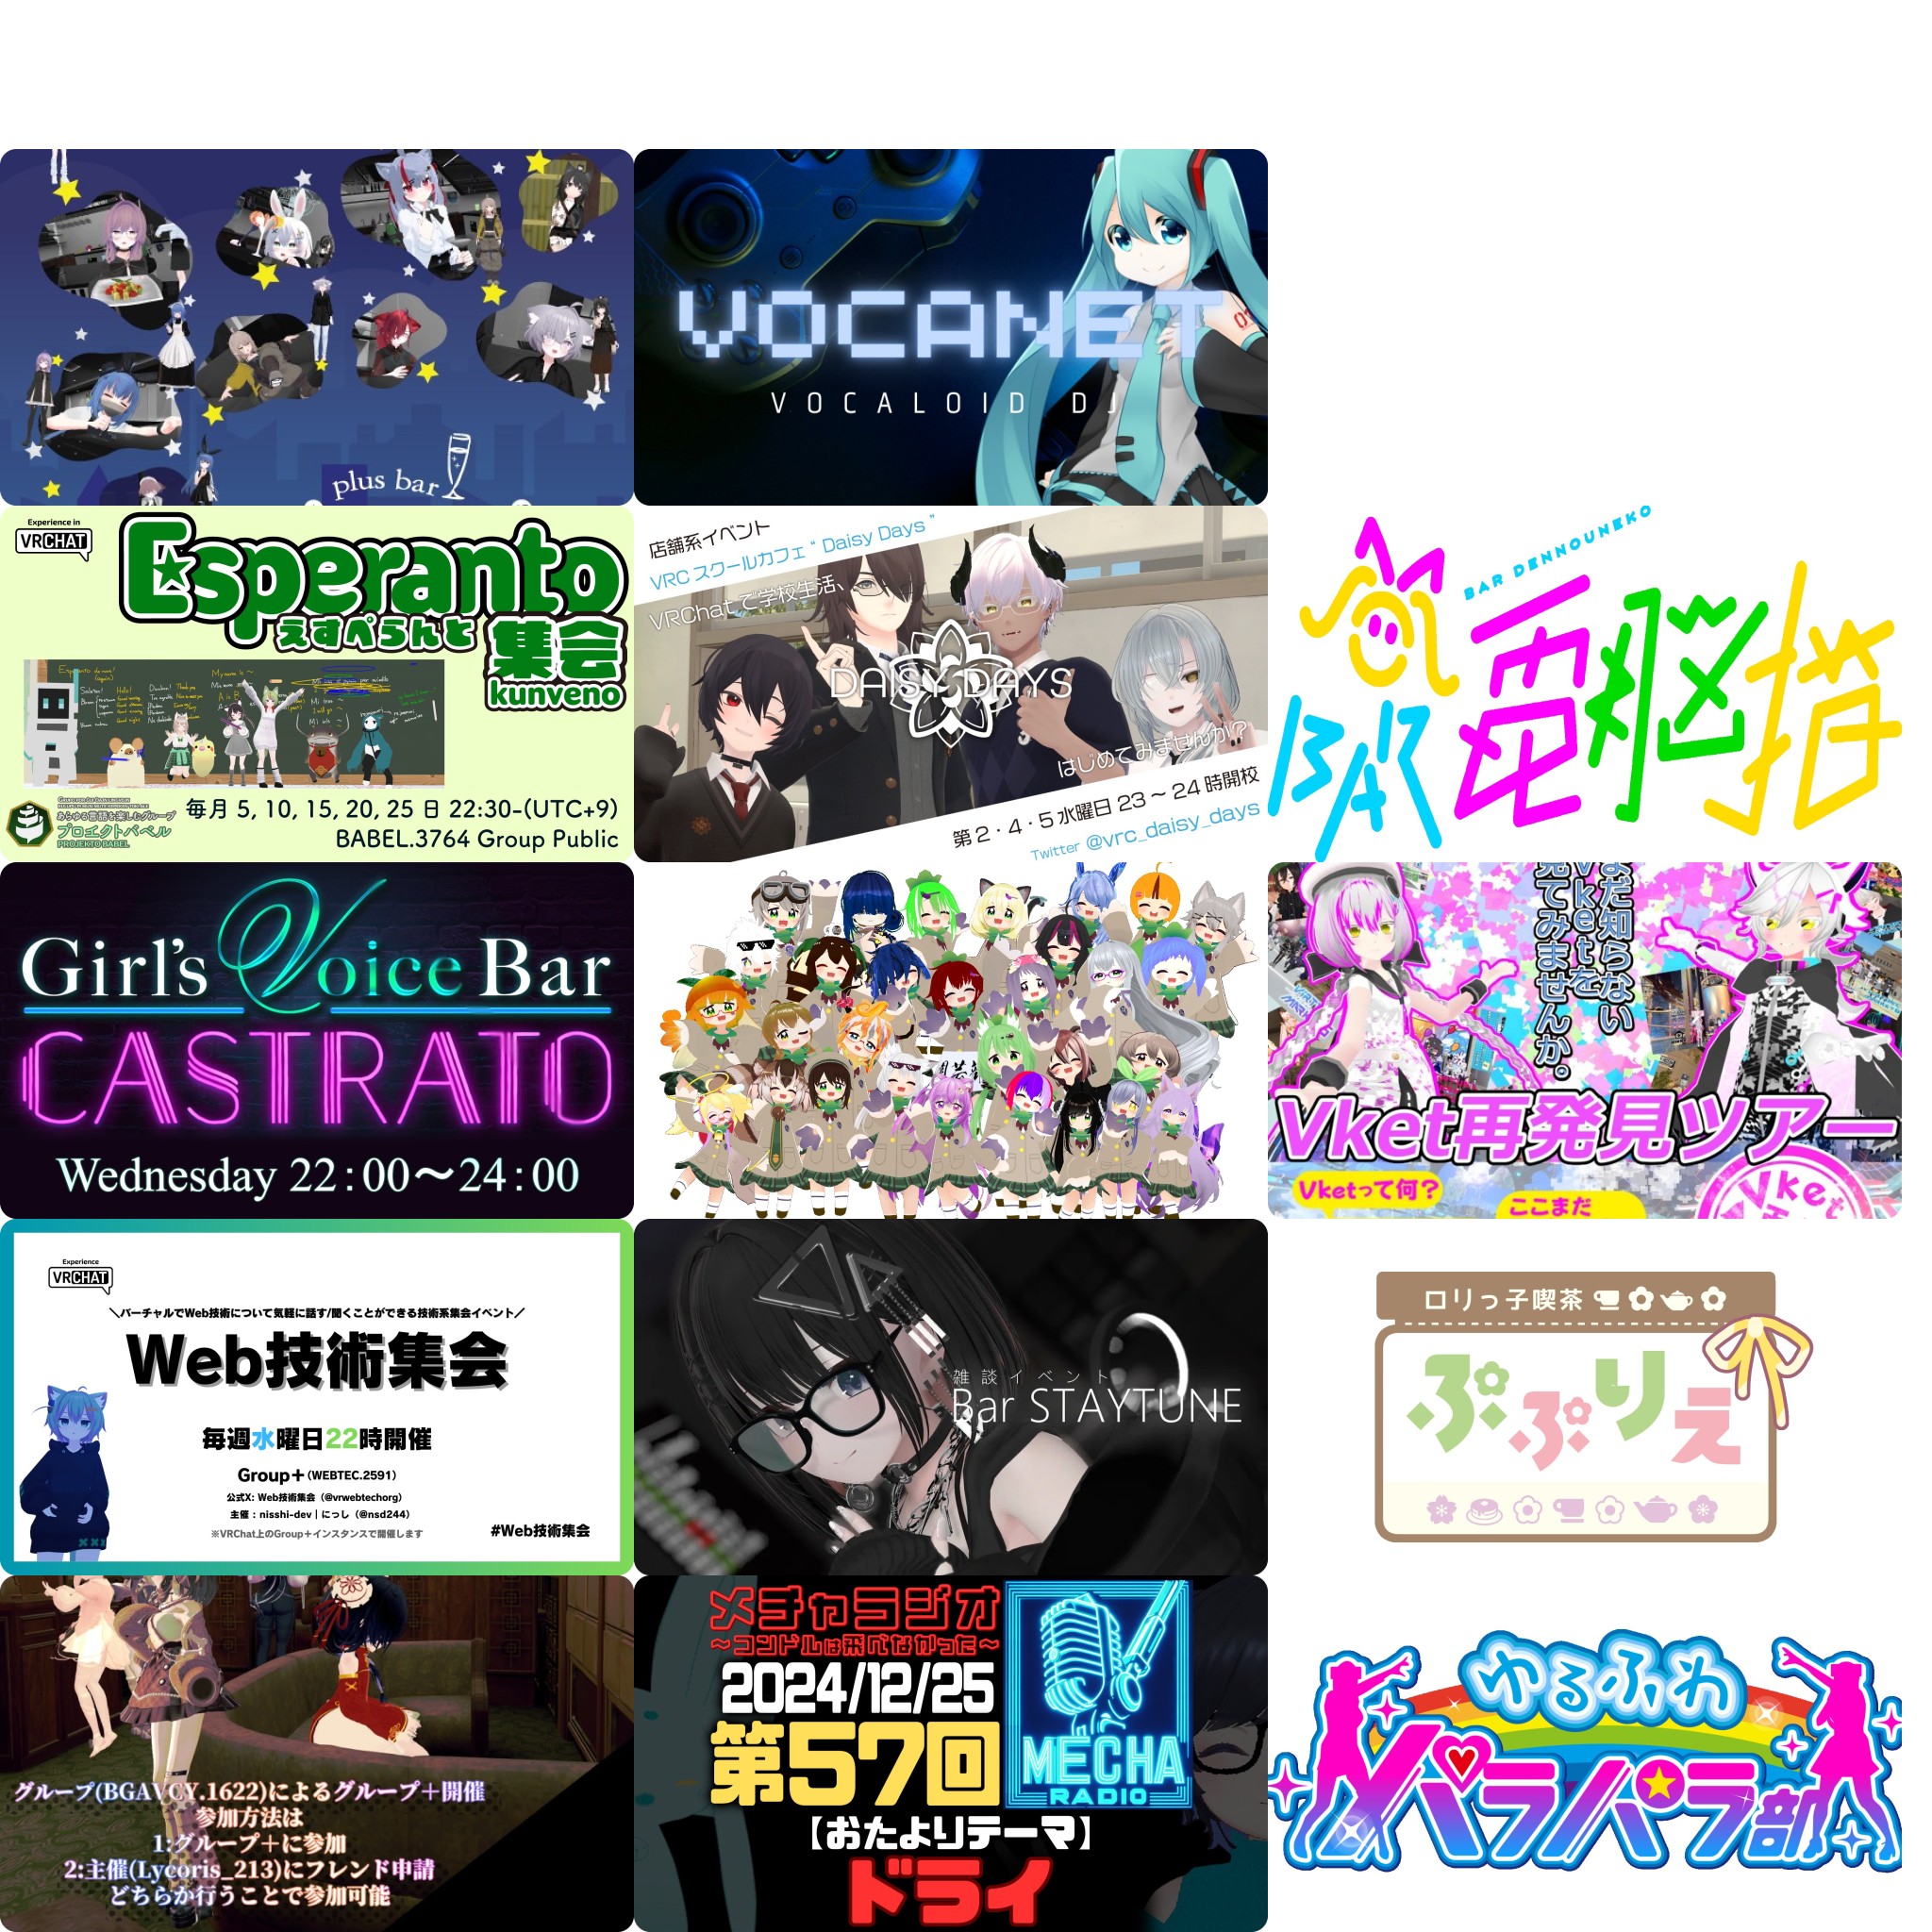 plus bar
VOCANET
VOCALOID DJ
Experience in
VRCHAT
Esperanto
えすぺらんと
集会
kunveno
あらゆる言語を楽しむグループ
プロエクトバベル
PROJEKTO BABEL
毎月 5, 10, 15, 20, 25 日 22:30-(UTC+9)
BABEL.3764 Group Public
店舗系イベント
VRC スクールカフェ “ Daisy Days ”
VRChat で学校生活、
DAISY DAYS
はじめてみませんか?
第 2・4・5 水曜日 23 ~ 24 時開校
Twitter @vrc_daisy_days
BAR DENNOUNEKO
BAR
電脳猫
Girl's Voice Bar
CASTRATO
Wednesday 22:00~24:00
まだ知らない
Vketを
見てみませんか。
Vket再発見ツアー
Vketって何?
ここまだ
Vket
Experience
VRCHAT
\バーチャルでWeb技術について気軽に話す/聞くことができる技術系集会イベント/
Web技術集会
毎週水曜日22時開催
Group+(WEBTEC.2591)
公式X: Web技術集会(@vrwebtechorg)
主催 : nisshi-dev | にっし(@nsd244)
※VRChat上のGroup+インスタンスで開催します
#Web技術集会
雑談イベント
Bar STAYTUNE
ロリっ子喫茶
ぷぷりえ
グループ(BGAVCY.1622)によるグループ+開催
参加方法は
1:グループ+に参加
2:主催(Lycoris_213)にフレンド申請
どちらか行うことで参加可能
メチャラジオ
~コンドルは飛べなかった~
2024/12/25
第57回
MECHA
RADIO
【おたよりテーマ】
ドライ
ゆるふわ
パラパラ部